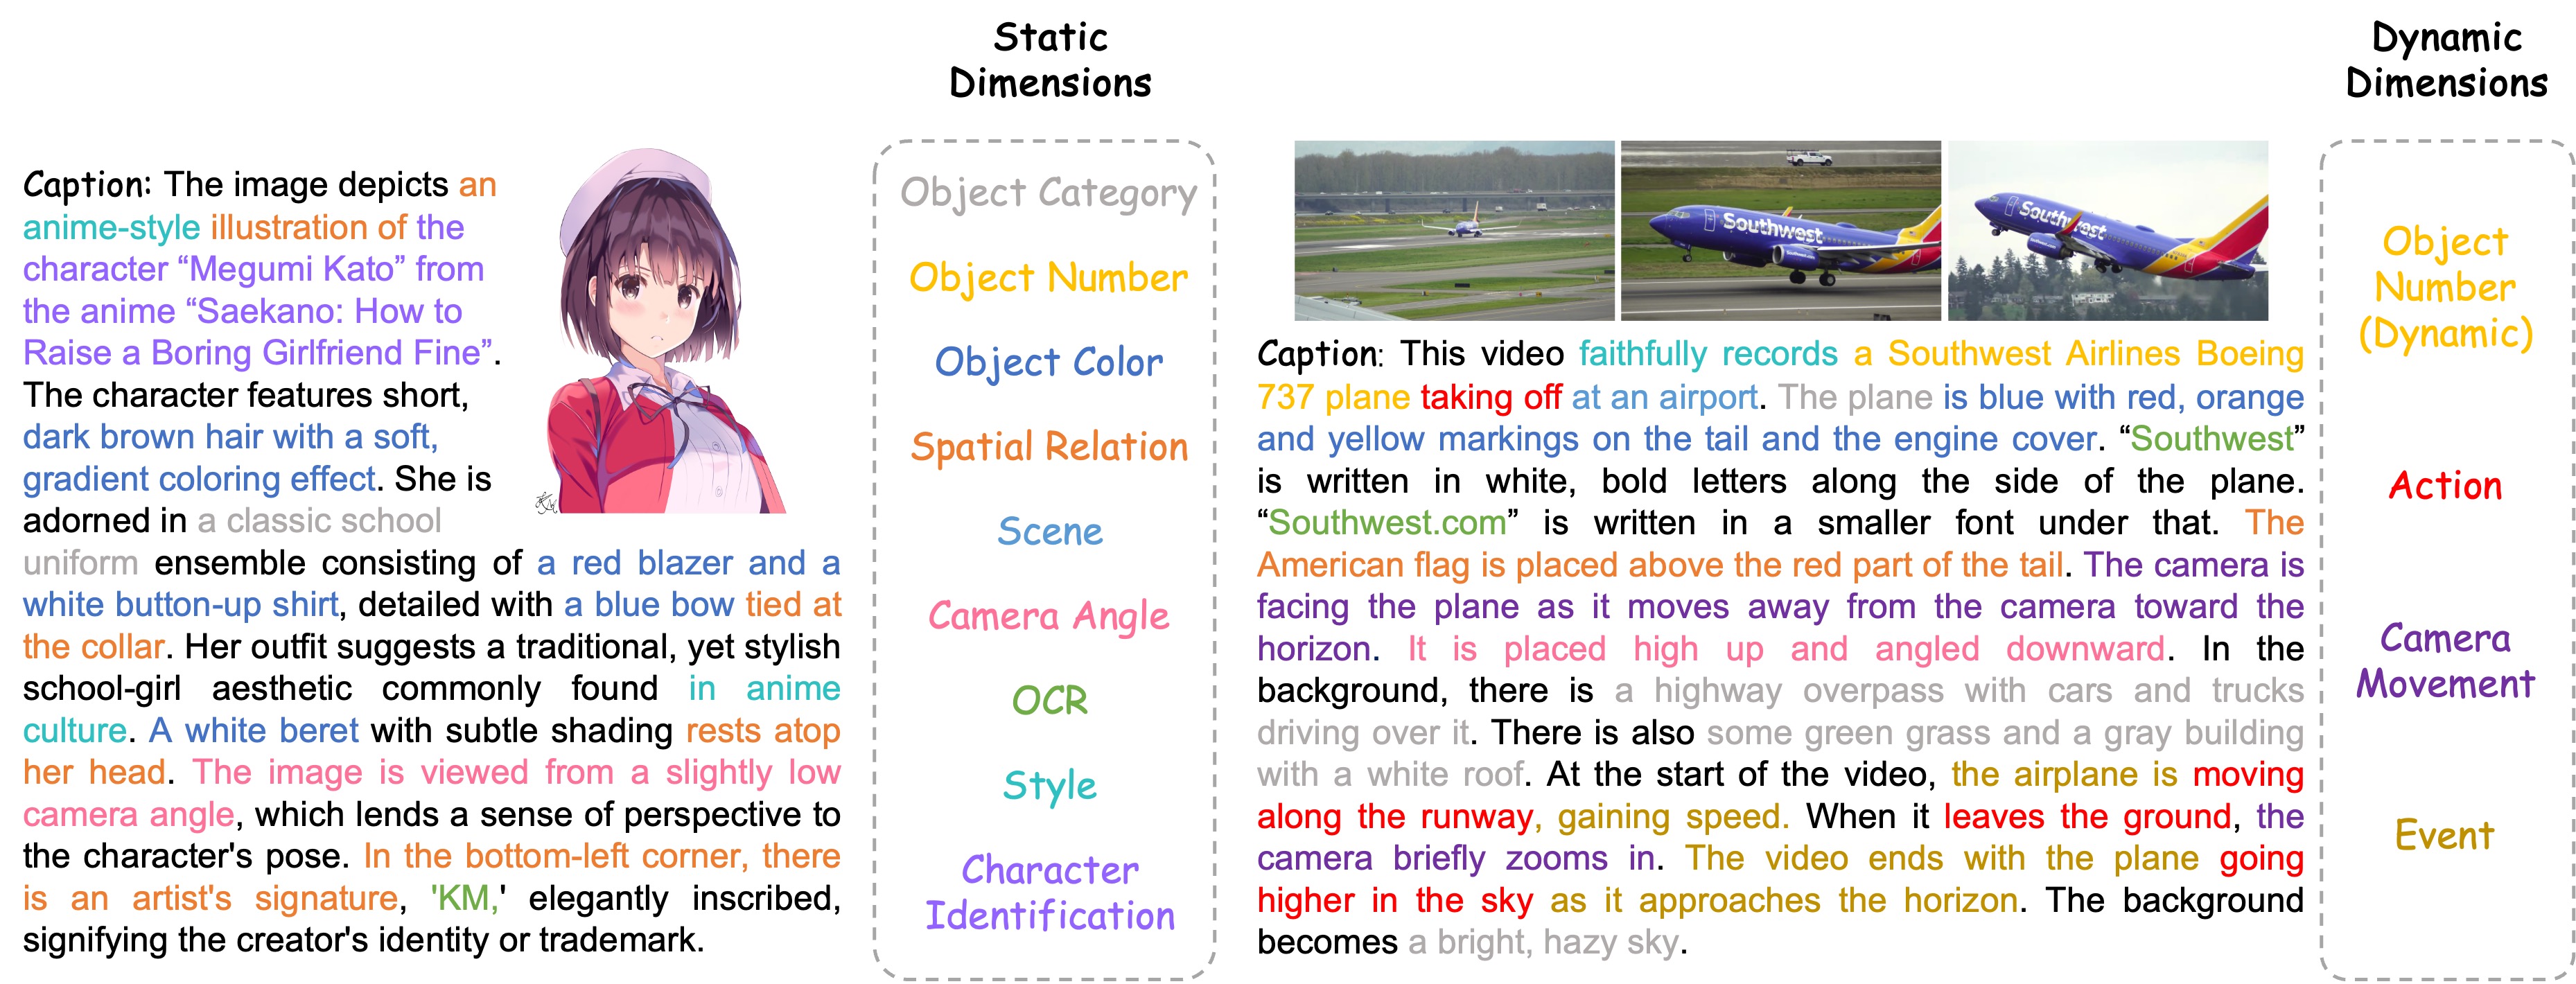 Static
Dimensions
Dynamic
Dimensions
Caption: The image depicts an
anime-style illustration of the
character “Megumi Kato” from
the anime “Saekano: How to
Raise a Boring Girlfriend Fine”.
The character features short,
dark brown hair with a soft,
gradient coloring effect. She is
adorned in a classic school
uniform ensemble consisting of a red blazer and a
white button-up shirt, detailed with a blue bow tied at
the collar. Her outfit suggests a traditional, yet stylish
school-girl aesthetic commonly found in anime
culture. A white beret with subtle shading rests atop
her head. The image is viewed from a slightly low
camera angle, which lends a sense of perspective to
the character's pose. In the bottom-left corner, there
is an artist's signature, 'KM,' elegantly inscribed,
signifying the creator's identity or trademark.
Object Category
Object Number
Object Color
Spatial Relation
Scene
Camera Angle
OCR
Style
Character
Identification
Southwest
Southwest
Caption: This video faithfully records a Southwest Airlines Boeing
737 plane taking off at an airport. The plane is blue with red, orange
and yellow markings on the tail and the engine cover. “Southwest”
is written in white, bold letters along the side of the plane.
“Southwest.com” is written in a smaller font under that. The
American flag is placed above the red part of the tail. The camera is
facing the plane as it moves away from the camera toward the
horizon. It is placed high up and angled downward. In the
background, there is a highway overpass with cars and trucks
driving over it. There is also some green grass and a gray building
with a white roof. At the start of the video, the airplane is moving
along the runway, gaining speed. When it leaves the ground, the
camera briefly zooms in. The video ends with the plane going
higher in the sky as it approaches the horizon. The background
becomes a bright, hazy sky.
Object
Number
(Dynamic)
Action
Camera
Movement
Event